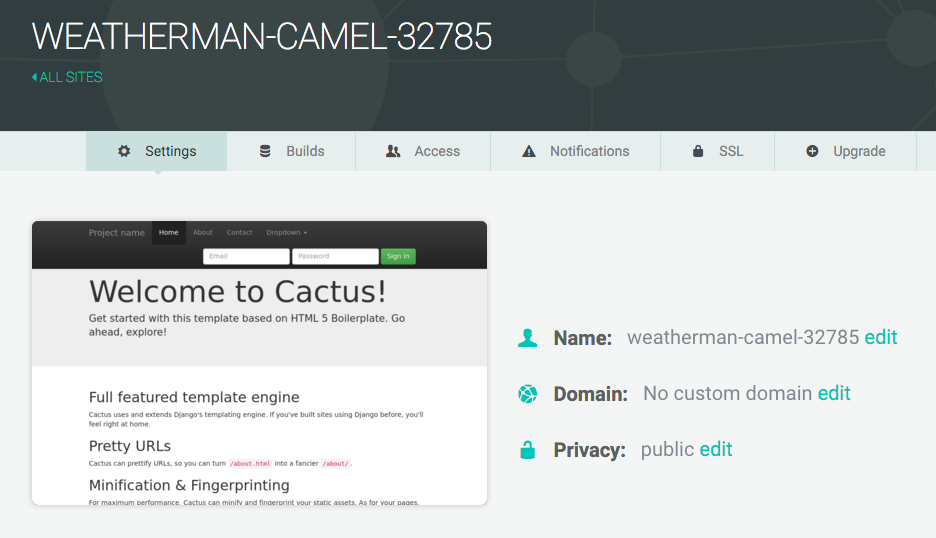 WEATHERMAN-CAMEL-32785
ALL SITES
Settings
Builds
Access
Notifications
SSL
Upgrade
Project name
Home
About
Contact
Dropdown
Email
Password
Sign in
Welcome to Cactus!
Get started with this template based on HTML 5 Boilerplate. Go
ahead, explore!
Full featured template engine
Cactus uses and extends Django's templating engine. If you've built sites using Django before, you'll
feel right at home.
Pretty URLs
Cactus can prettify URLs, so you can turn /about.html into a fancier /about/.
Minification & Fingerprinting
For maximum performance, Cactus can minify and fingerprint your static assets. As for your pages,
Name: weatherman-camel-32785 edit
Domain: No custom domain edit
Privacy: public edit